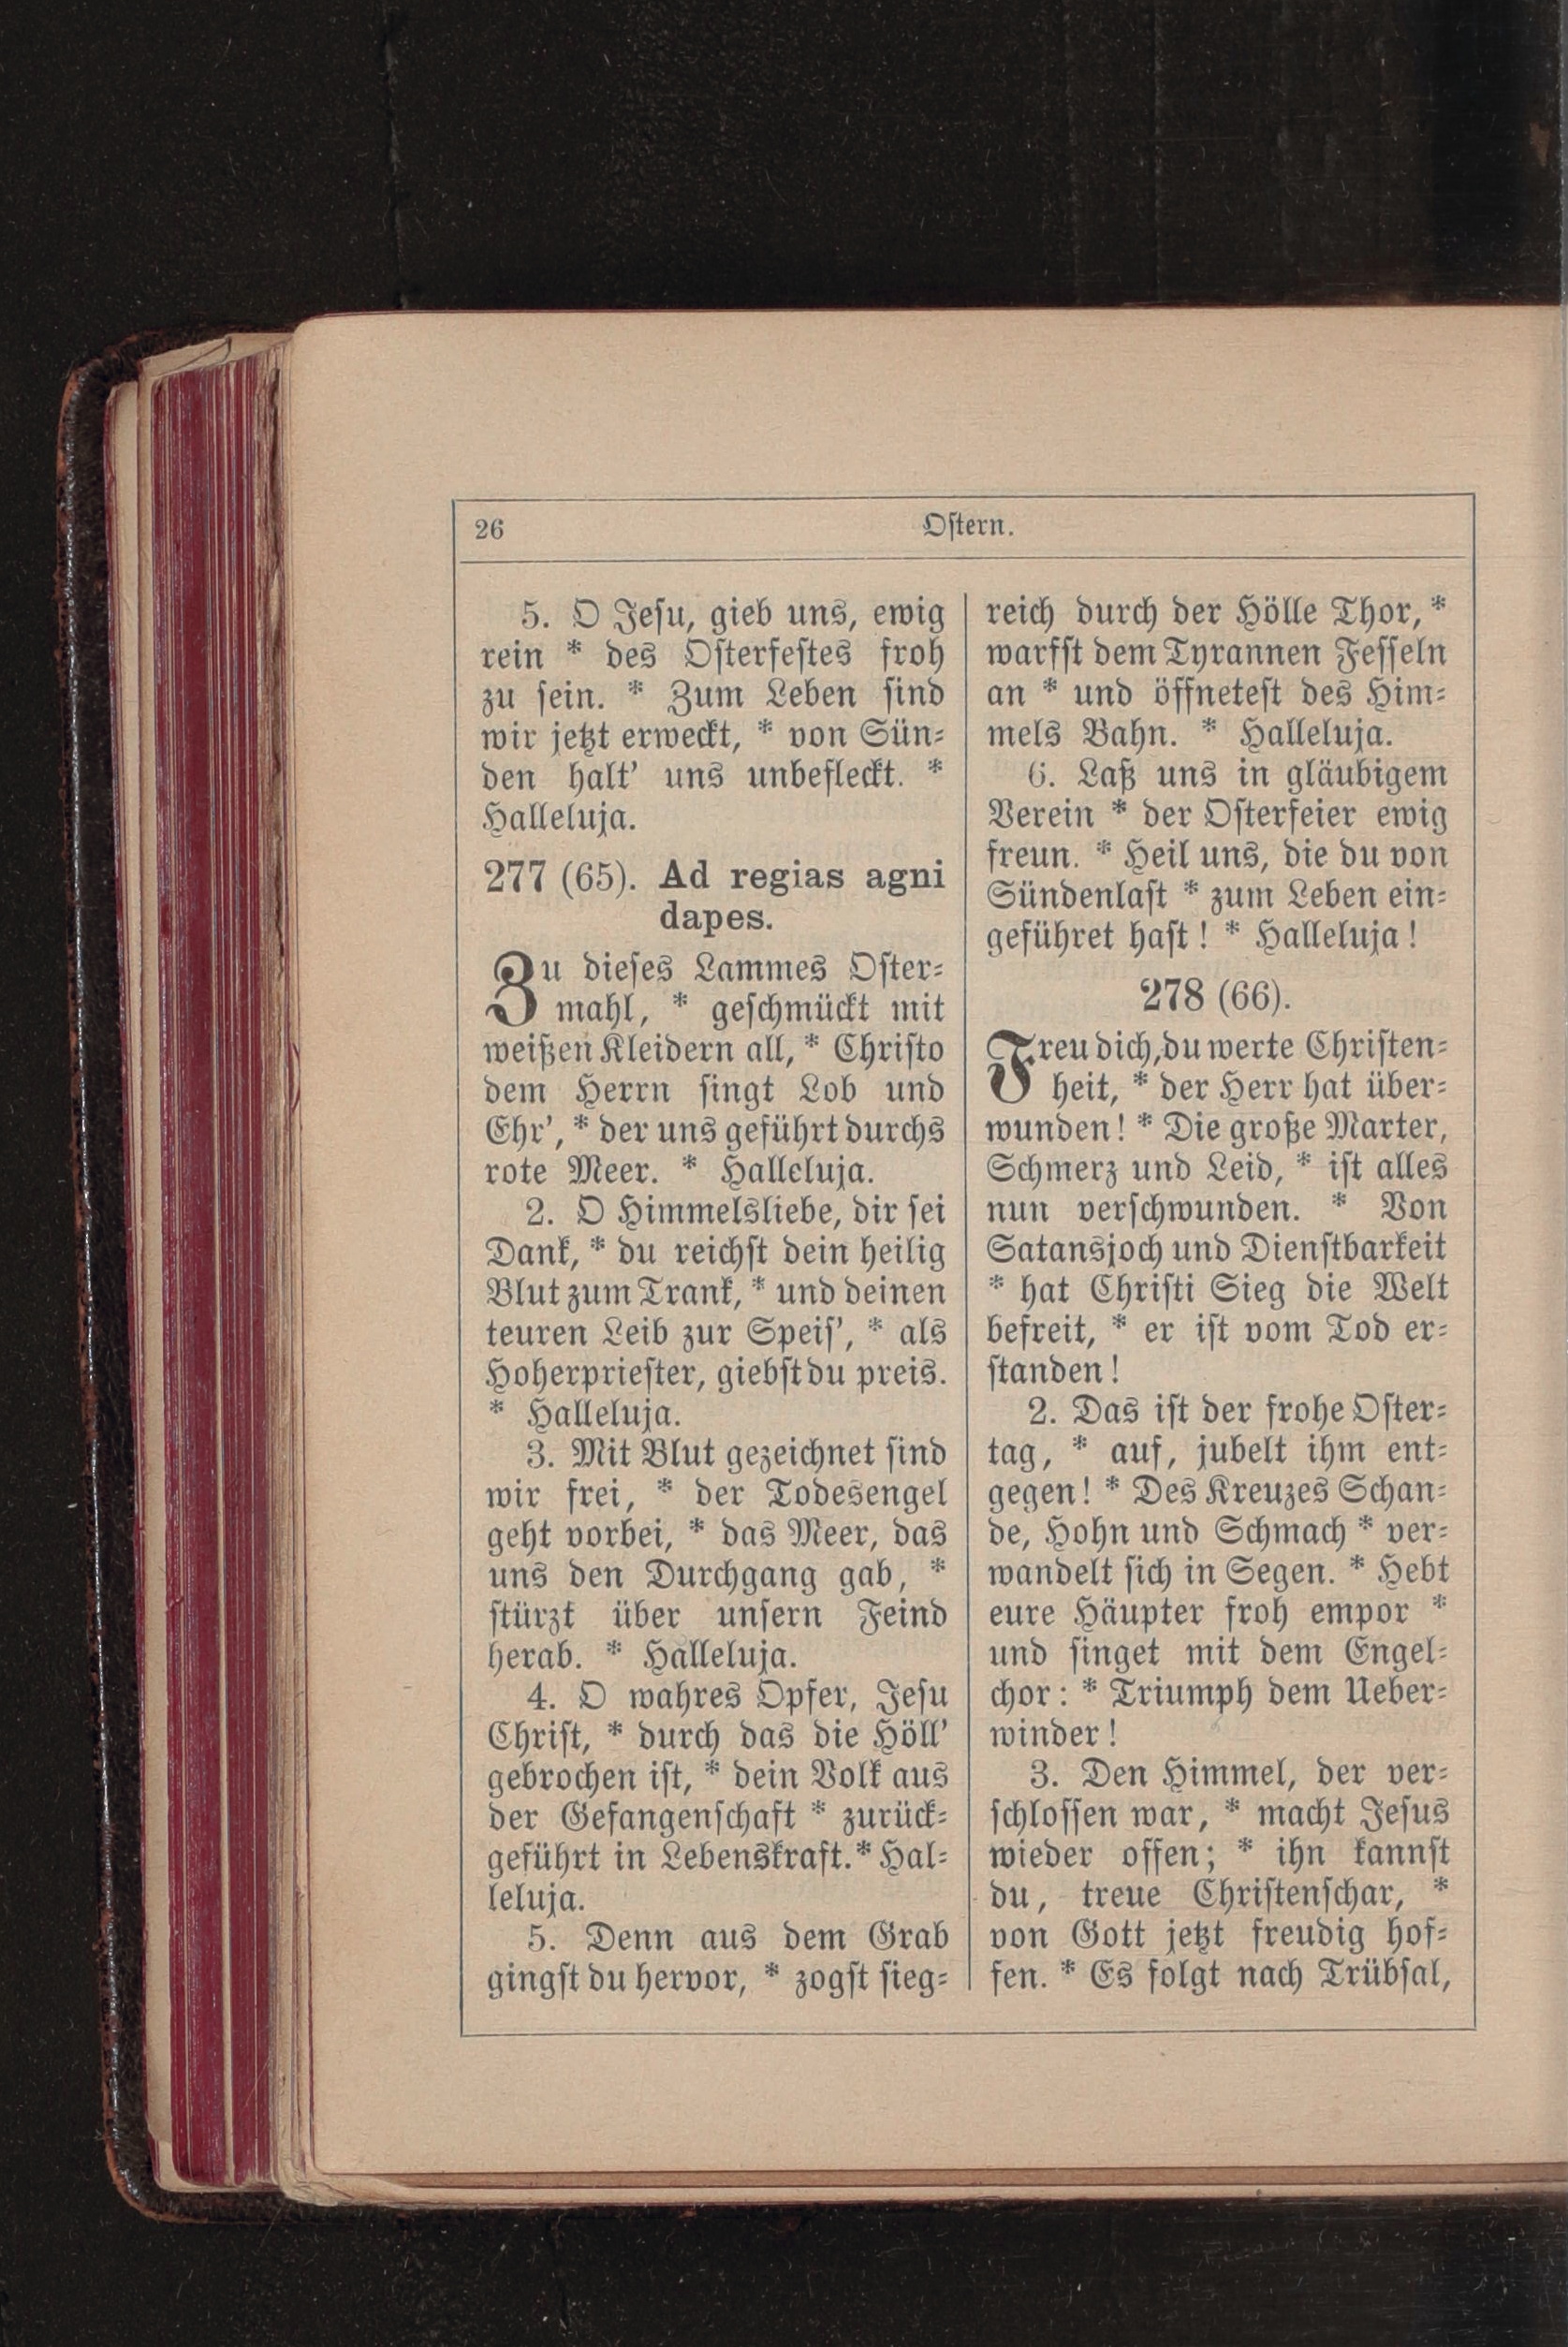 26
Ostern.
5. O Jesu, gieb uns, ewig
rein * des Osterfestes froh
zu sein. * Zum Leben sind
wir jetzt erweckt, * von Sün-
den halt' uns unbefleckt. *
Halleluja.
277 (65). Ad regias agni
dapes.
Zu dieses Lammes Oster-
mahl, * geschmückt mit
weißen Kleidern all, * Christo
dem Herrn singt Lob und
Ehr', * der uns geführt durchs
rote Meer. * Halleluja.
2. O Himmelsliebe, dir sei
Dank, * du reichst dein heilig
Blut zum Trank, * und deinen
teuren Leib zur Speis', * als
Hoherpriester, giebst du preis.
* Halleluja.
3. Mit Blut gezeichnet sind
wir frei, * der Todesengel
geht vorbei, * das Meer, das
uns den Durchgang gab, *
stürzt über unsern Feind
herab. * Halleluja.
4. O wahres Opfer, Jesu
Christ, * durch das die Höll'
gebrochen ist, * dein Volk aus
der Gefangenschaft * zurück-
geführt in Lebenskraft. * Hal-
leluja.
5. Denn aus dem Grab
gingst du hervor, * zogst sieg-
reich durch der Hölle Thor, *
warfst dem Tyrannen Fesseln
an * und öffnetest des Him-
mels Bahn. * Halleluja.
6. Laß uns in gläubigem
Verein * der Osterfeier ewig
freun. * Heil uns, die du von
Sündenlast * zum Leben ein-
geführet hast! * Halleluja!
278 (66).
Freu dich, du werte Christen-
heit, * der Herr hat über-
wunden! * Die große Marter,
Schmerz und Leid, * ist alles
nun verschwunden. * Von
Satansjoch und Dienstbarkeit
* hat Christi Sieg die Welt
befreit, * er ist vom Tod er-
standen!
2. Das ist der frohe Oster-
tag, * auf, jubelt ihm ent-
gegen! * Des Kreuzes Schan-
de, Hohn und Schmach * ver-
wandelt sich in Segen. * Hebt
eure Häupter froh empor *
und singet mit dem Engel-
chor: * Triumph dem Ueber-
winder!
3. Den Himmel, der ver-
schlossen war, * macht Jesus
wieder offen; * ihn kannst
du, treue Christenschar, *
von Gott jetzt freudig hof-
fen. * Es folgt nach Trübsal,